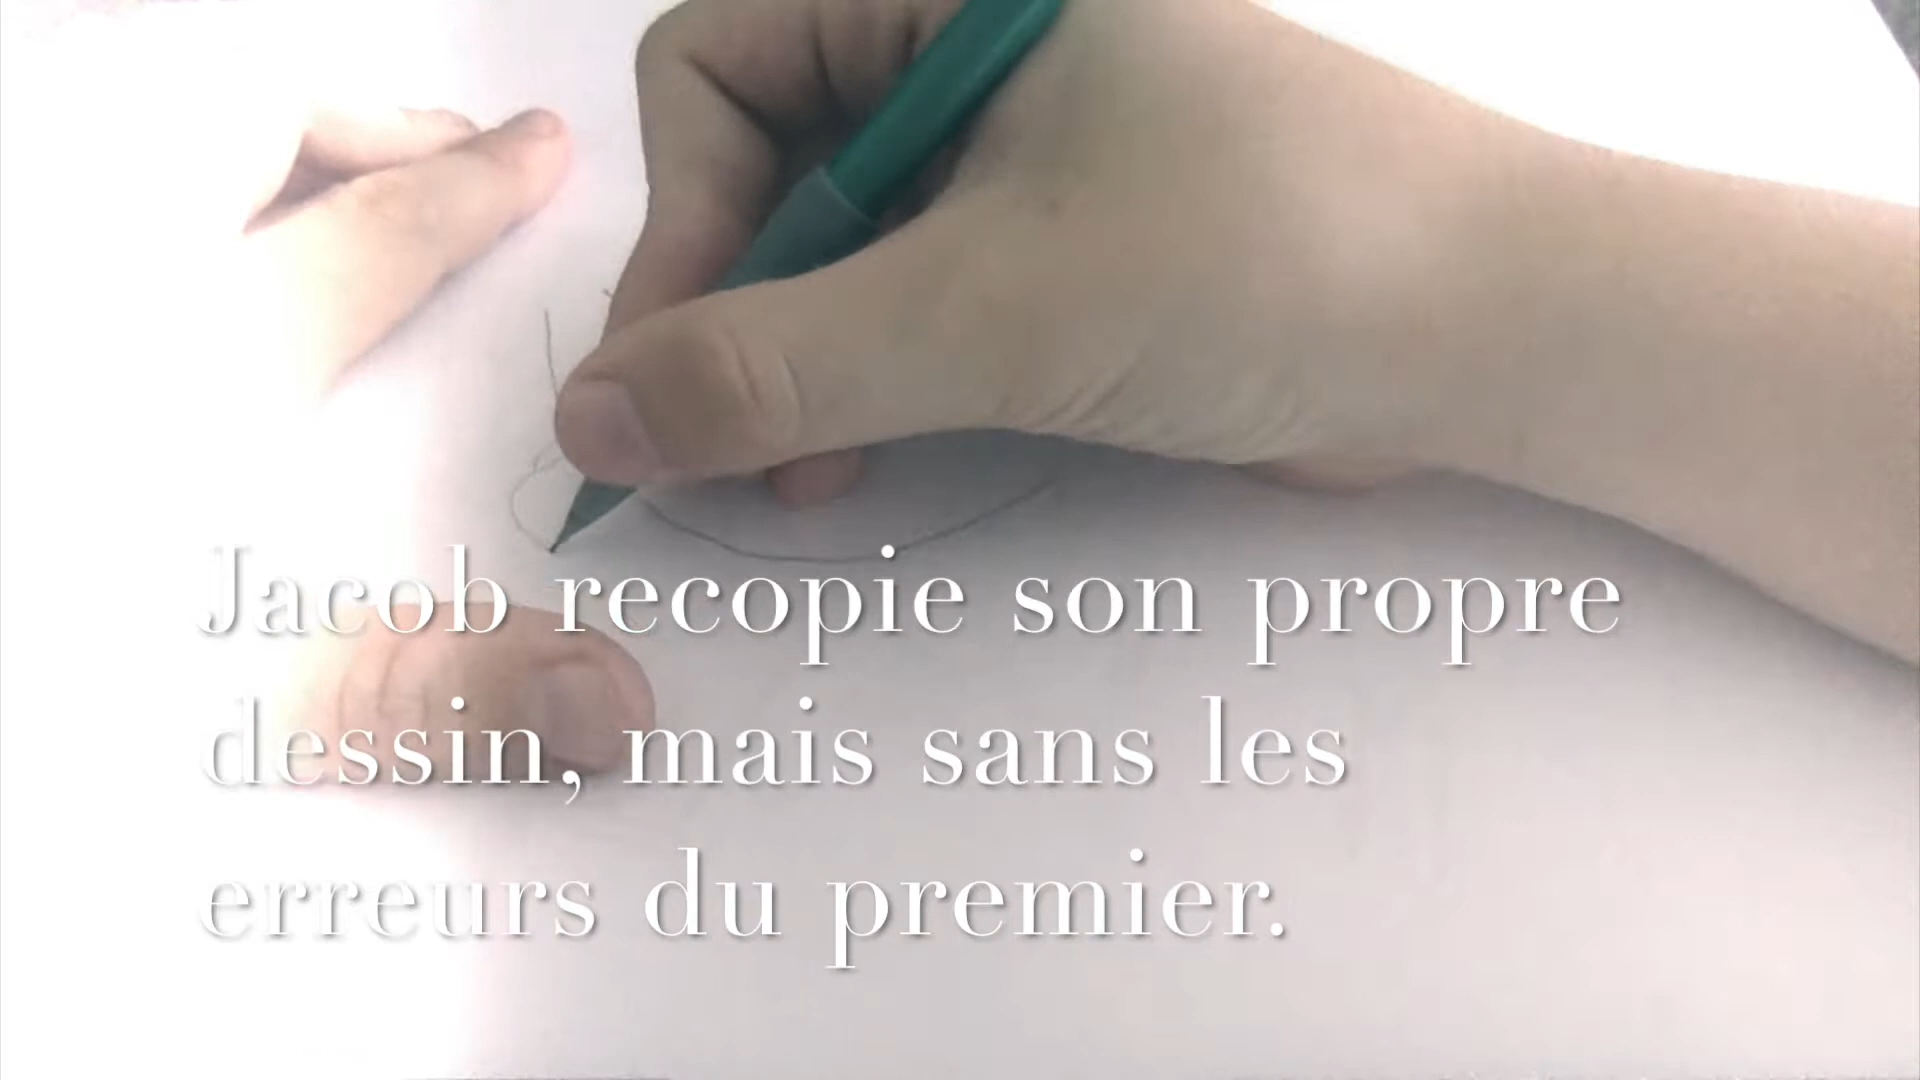 Jacob recopie son propre
dessin, mais sans les
erreurs du premier.